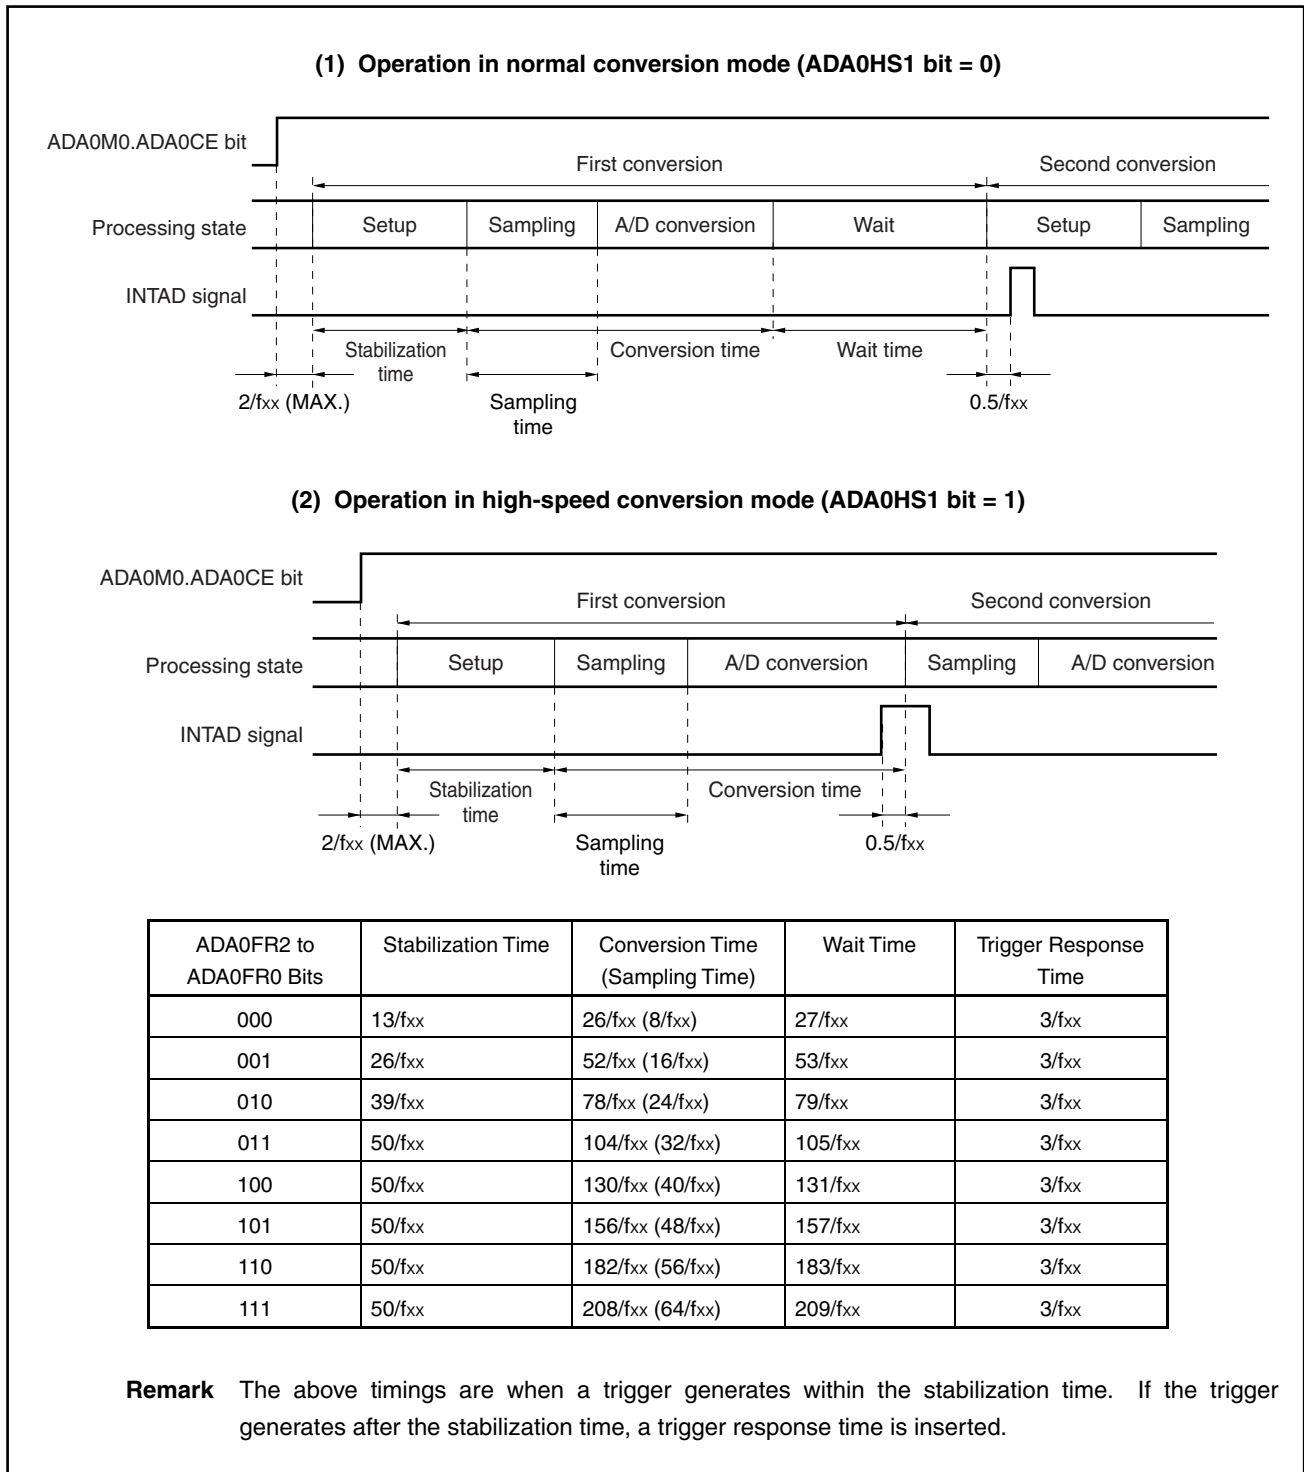 (1) Operation in normal conversion mode (ADA0HS1 bit = 0)
ADA0M0.ADA0CE bit
First conversion
Second conversion
Processing state
Setup
Sampling
A/D conversion
Wait
Setup
Sampling
INTAD signal
Stabilization
time
Conversion time
Wait time
2/fxx (MAX.)
Sampling
time
0.5/fxx
(2) Operation in high-speed conversion mode (ADA0HS1 bit = 1)
ADA0M0.ADA0CE bit
First conversion
Second conversion
Processing state
Setup
Sampling
A/D conversion
Sampling
A/D conversion
INTAD signal
Stabilization
time
Conversion time
2/fxx (MAX.)
Sampling
time
0.5/fxx
ADA0FR2 to
ADA0FR0 Bits
Stabilization Time
Conversion Time
(Sampling Time)
Wait Time
Trigger Response
Time
000 13/fxx 26/fxx (8/fxx) 27/fxx 3/fxx
001 26/fxx 52/fxx (16/fxx) 53/fxx 3/fxx
010 39/fxx 78/fxx (24/fxx) 79/fxx 3/fxx
011 50/fxx 104/fxx (32/fxx) 105/fxx 3/fxx
100 50/fxx 130/fxx (40/fxx) 131/fxx 3/fxx
101 50/fxx 156/fxx (48/fxx) 157/fxx 3/fxx
110 50/fxx 182/fxx (56/fxx) 183/fxx 3/fxx
111 50/fxx 208/fxx (64/fxx) 209/fxx 3/fxx
Remark The above timings are when a trigger generates within the stabilization time. If the trigger
generates after the stabilization time, a trigger response time is inserted.